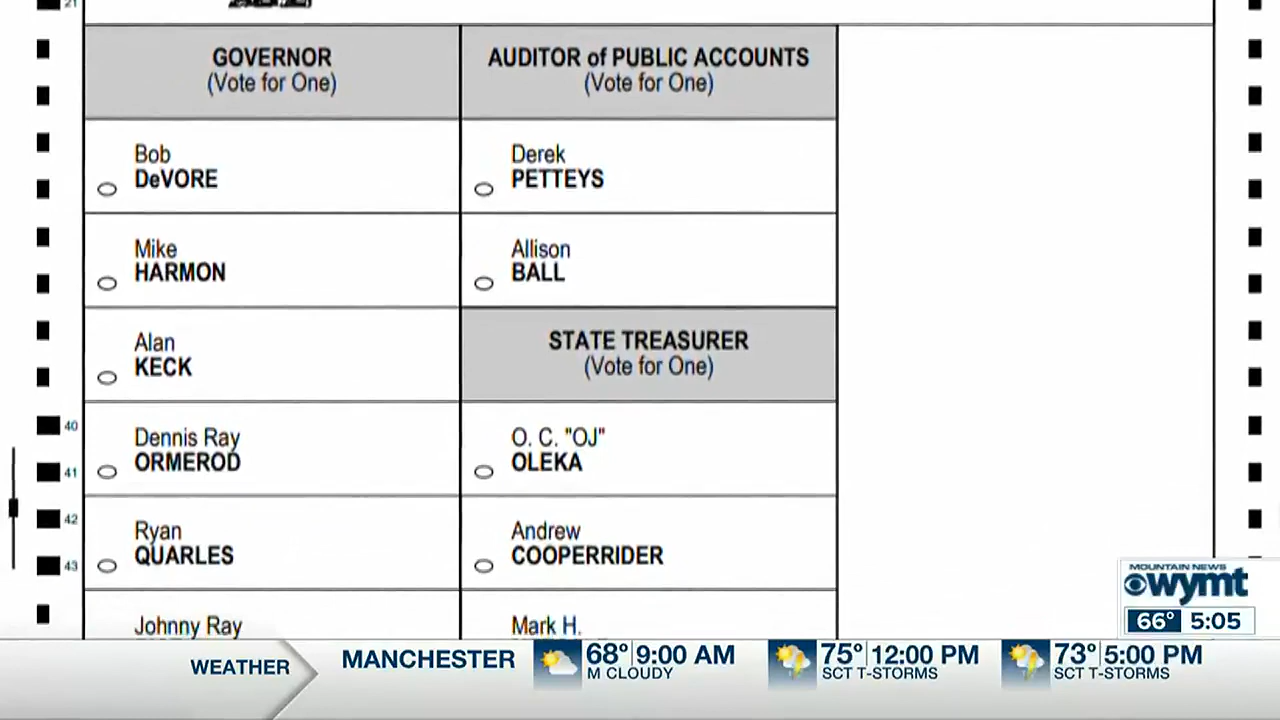 21
GOVERNOR
(Vote for One)
Bob
DeVORE
Mike
HARMON
Alan
KECK
Dennis Ray
ORMEROD
Ryan
QUARLES
Johnny Ray
AUDITOR of PUBLIC ACCOUNTS
(Vote for One)
Derek
PETTEYS
Allison
BALL
STATE TREASURER
(Vote for One)
O. C. "OJ"
OLEKA
Andrew
COOPERRIDER
Mark H.
40
41
42
43
MOUNTAIN NEWS
wymt
66° 5:05
WEATHER
MANCHESTER
68° 9:00 AM
M CLOUDY
75° 12:00 PM
SCT T-STORMS
73° 5:00 PM
SCT T-STORMS